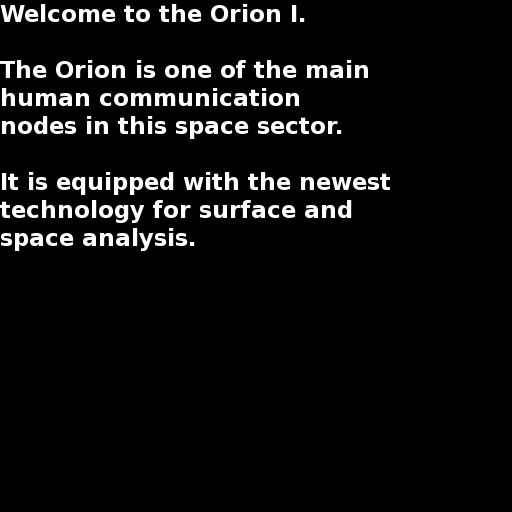 Welcome to the Orion I.
The Orion is one of the main
human communication
nodes in this space sector.
It is equipped with the newest
technology for surface and
space analysis.